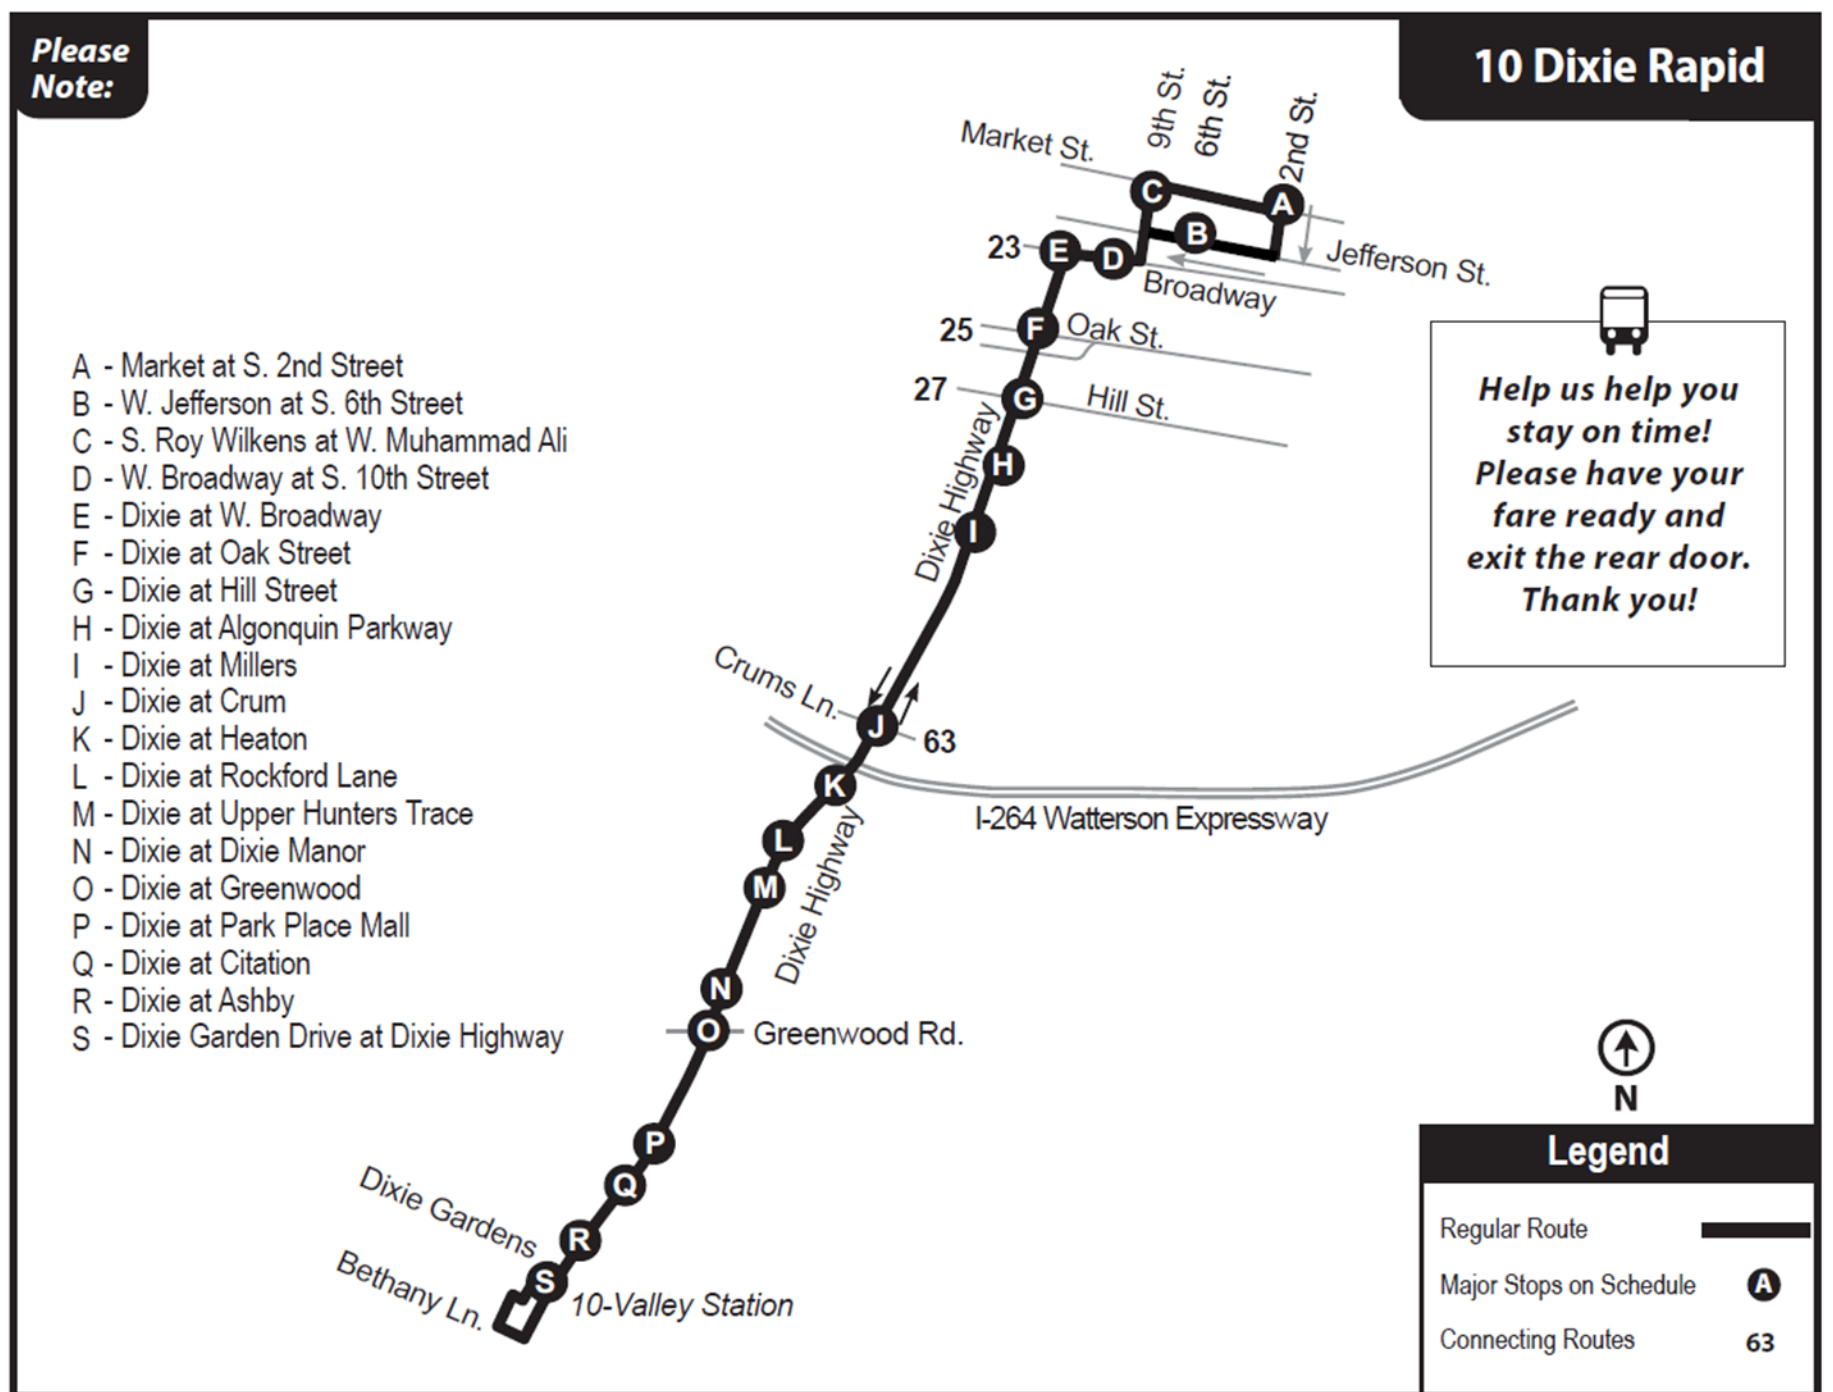 Please
Note:
10 Dixie Rapid
9th St.
6th St.
2nd St.
Market St.
C
A
B
23
E
D
Jefferson St.
Broadway
25
F
Oak St.
27
G
Hill St.
Dixie Highway
H
I
Crums Ln.
J
63
K
I-264 Watterson Expressway
L
Dixie Highway
M
N
O
Greenwood Rd.
P
Q
Dixie Gardens
R
Bethany Ln.
S
10-Valley Station
A - Market at S. 2nd Street
B - W. Jefferson at S. 6th Street
C - S. Roy Wilkens at W. Muhammad Ali
D - W. Broadway at S. 10th Street
E - Dixie at W. Broadway
F - Dixie at Oak Street
G - Dixie at Hill Street
H - Dixie at Algonquin Parkway
I - Dixie at Millers
J - Dixie at Crum
K - Dixie at Heaton
L - Dixie at Rockford Lane
M - Dixie at Upper Hunters Trace
N - Dixie at Dixie Manor
O - Dixie at Greenwood
P - Dixie at Park Place Mall
Q - Dixie at Citation
R - Dixie at Ashby
S - Dixie Garden Drive at Dixie Highway
Help us help you
stay on time!
Please have your
fare ready and
exit the rear door.
Thank you!
N
Legend
Regular Route
Major Stops on Schedule A
Connecting Routes 63